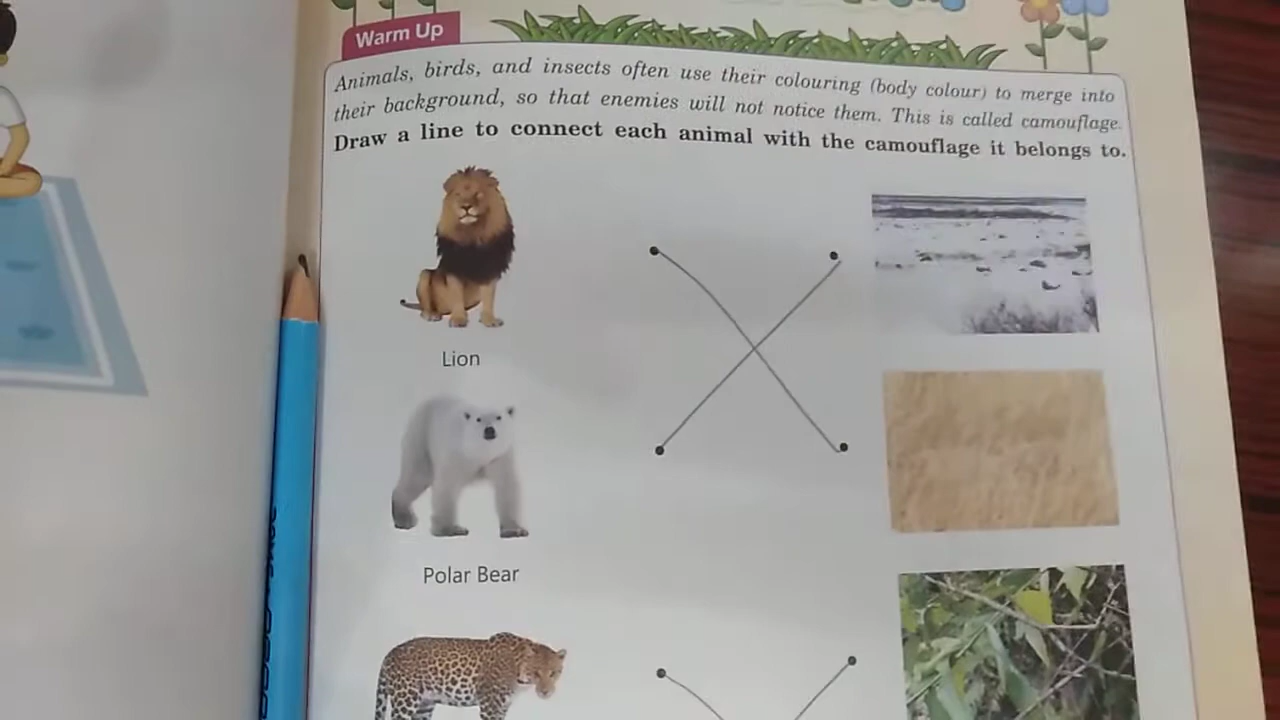 Warm Up
Animals, birds, and insects often use their colouring (body colour) to merge into
their background, so that enemies will not notice them. This is called camouflage.
Draw a line to connect each animal with the camouflage it belongs to.
Lion
Polar Bear